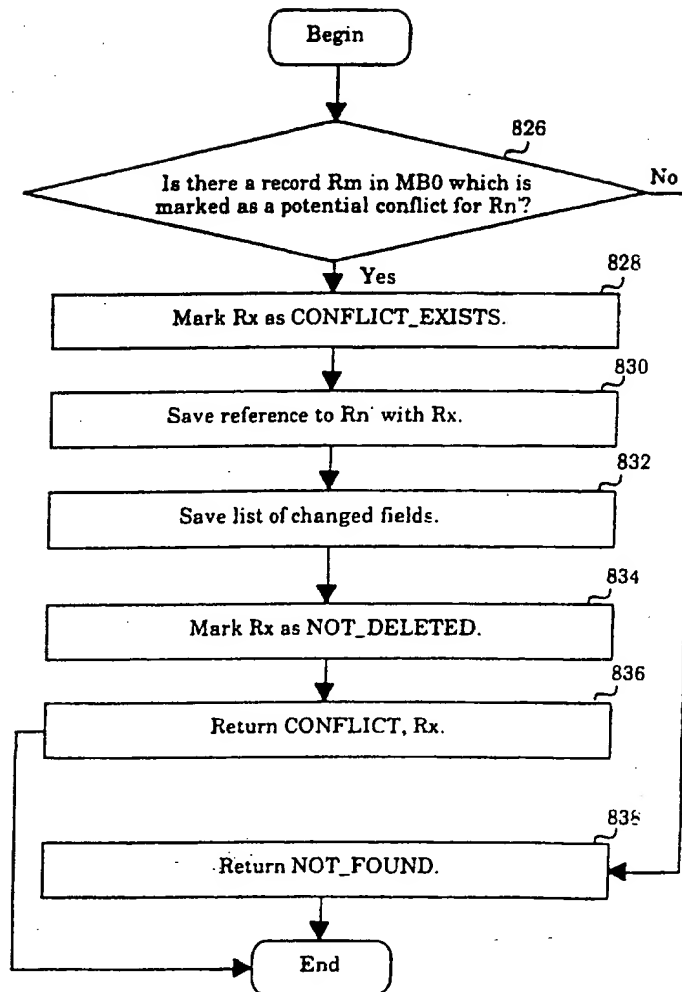 Begin
826
Is there a record Rm in MB0 which is
marked as a potential conflict for Rn?
No
Yes
828
Mark Rx as CONFLICT_EXISTS.
830
Save reference to Rn with Rx.
832
Save list of changed fields.
834
Mark Rx as NOT_DELETED.
836
Return CONFLICT, Rx.
838
Return NOT_FOUND.
End